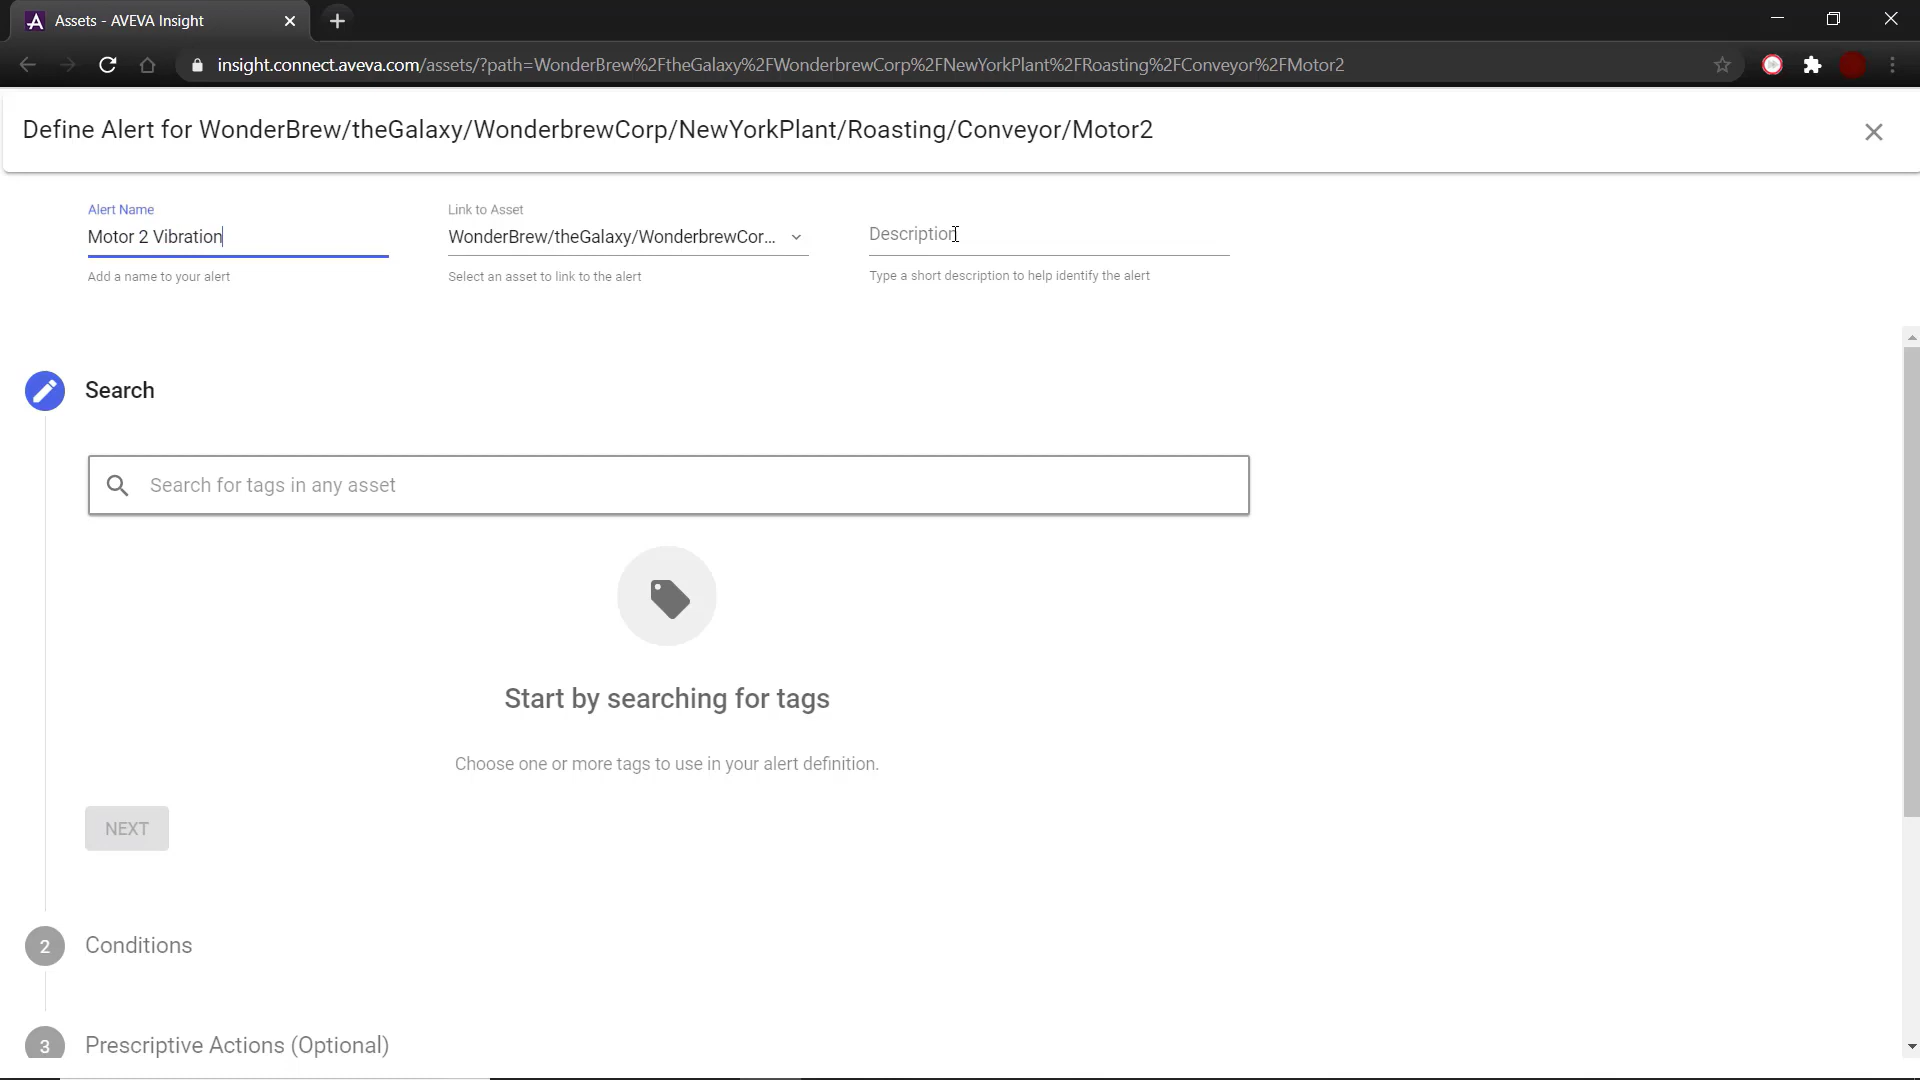 Assets - AVEVA Insight
insight.connect.aveva.com/assets/?path=WonderBrew%2FtheGalaxy%2FWonderbrewCorp%2FNewYorkPlant%2FRoasting%2FConveyor%2FMotor2
Define Alert for WonderBrew/theGalaxy/WonderbrewCorp/NewYorkPlant/Roasting/Conveyor/Motor2
Alert Name
Motor 2 Vibration
Add a name to your alert
Link to Asset
WonderBrew/theGalaxy/WonderbrewCor...
Select an asset to link to the alert
Description
Type a short description to help identify the alert
Search
Search for tags in any asset
Start by searching for tags
Choose one or more tags to use in your alert definition.
NEXT
2 Conditions
3 Prescriptive Actions (Optional)